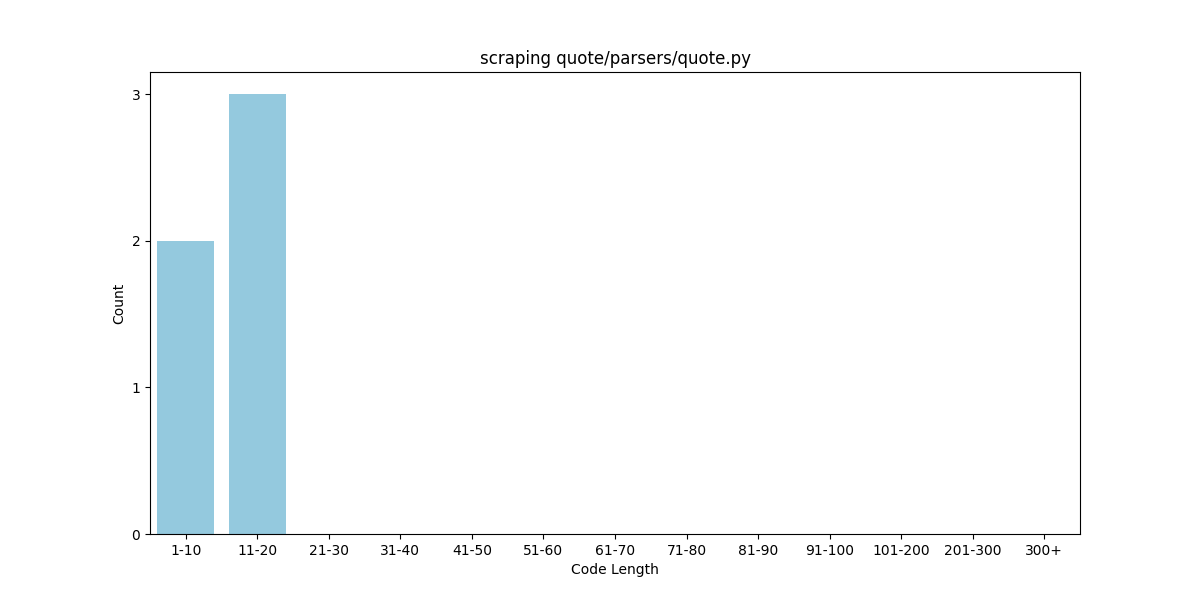 scraping quote/parsers/quote.py
3
2
1
0
Count
1-10 11-20 21-30 31-40 41-50 51-60 61-70 71-80 81-90 91-100 101-200 201-300 300+
Code Length